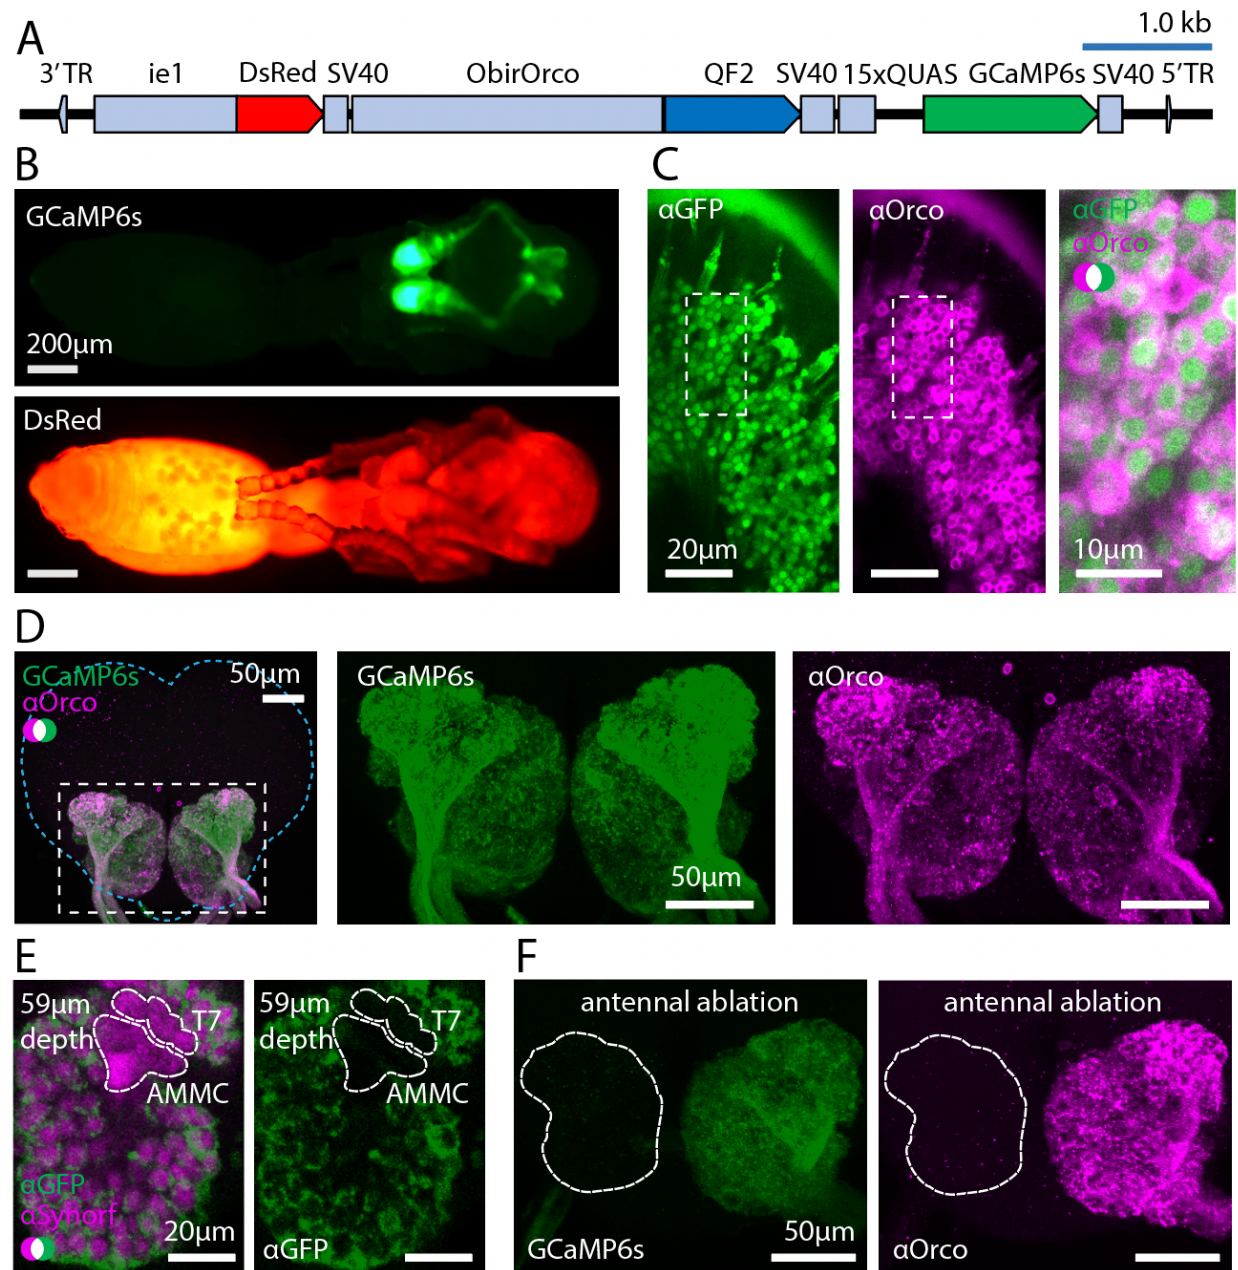 A
1.0 kb
3’TR ie1 DsRed SV40 ObirOrco QF2 SV40 15xQUAS GCaMP6s SV40 5’TR
B
GCaMP6s
200µm
DsRed
C
αGFP
20µm
αOrco
αGFP
αOrco
10µm
D
GCaMP6s
αOrco
50µm
GCaMP6s
50µm
αOrco
E
59µm
depth
T7
AMMC
αGFP
αSynorf
20µm
59µm
depth
T7
AMMC
αGFP
F
antennal ablation
GCaMP6s
50µm
antennal ablation
αOrco